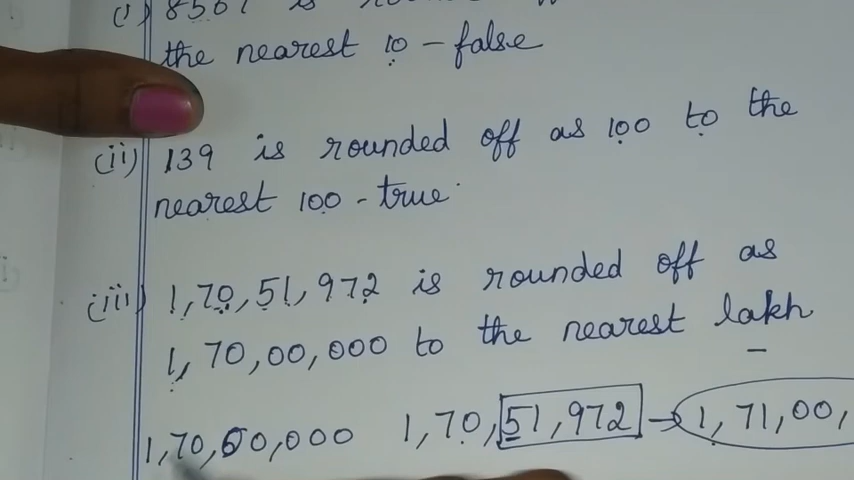 (i) 8567 is
the nearest 10 - false
(ii) 139 is rounded off as 100 to the
nearest 100 - true
(iii) 1,70,51,972 is rounded off as
1,70,00,000 to the nearest lakh
1,70,00,000 1,70,51,972 → 1,71,00,